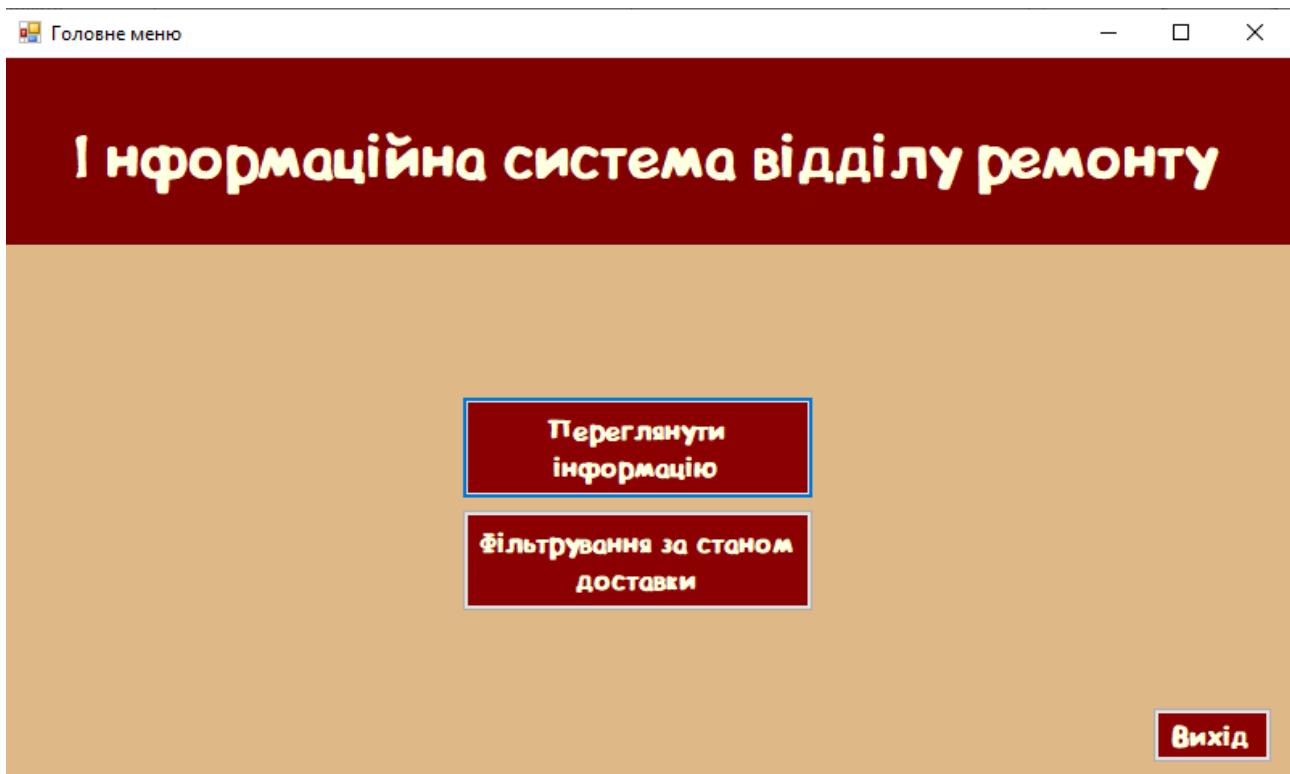 Головне меню
Інформаційна система відділу ремонту
Переглянути
інформацію
Фільтрування за станом
доставки
Вихід